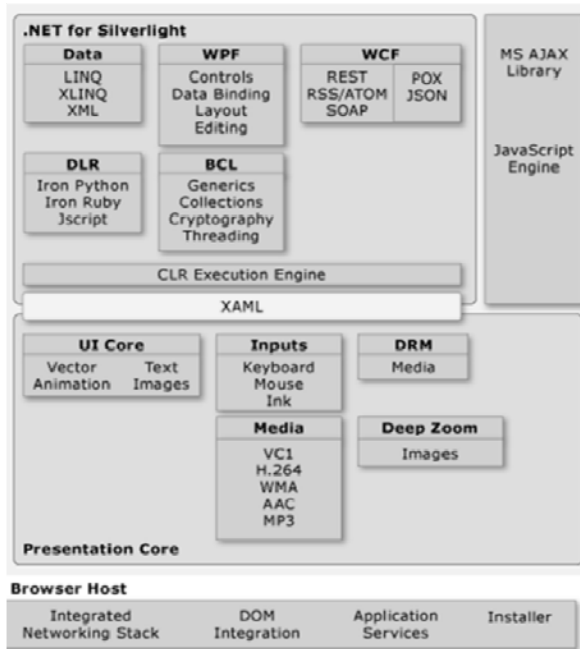 .NET for Silverlight
Data
LINQ
XLINQ
XML
WPF
Controls
Data Binding
Layout
Editing
WCF
REST
RSS/ATOM
SOAP
POX
JSON
MS AJAX
Library
JavaScript
Engine
DLR
Iron Python
Iron Ruby
Jscript
BCL
Generics
Collections
Cryptography
Threading
CLR Execution Engine
XAML
UI Core
Vector Text
Animation Images
Inputs
Keyboard
Mouse
Ink
DRM
Media
Media
VC1
H.264
WMA
AAC
MP3
Deep Zoom
Images
Presentation Core
Browser Host
Integrated
Networking Stack
DOM
Integration
Application
Services
Installer